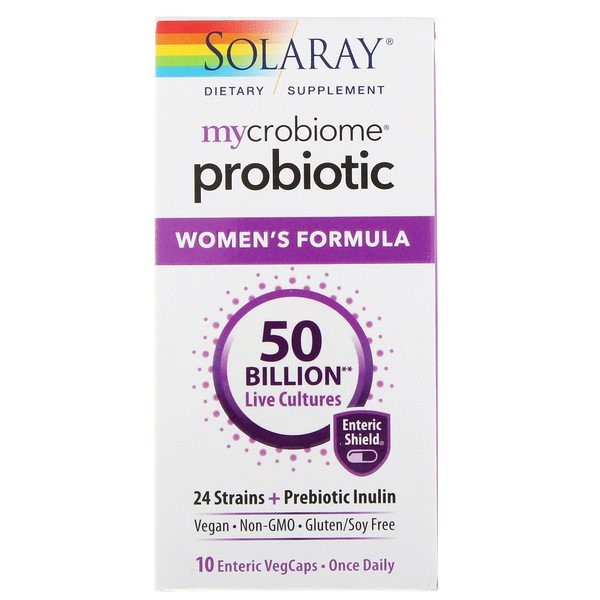 SOLARAY®
DIETARY SUPPLEMENT
mycrobiome®
probiotic
WOMEN'S FORMULA
50
BILLION**
Live Cultures
Enteric
Shield®
24 Strains + Prebiotic Inulin
Vegan • Non-GMO • Gluten/Soy Free
10 Enteric VegCaps • Once Daily